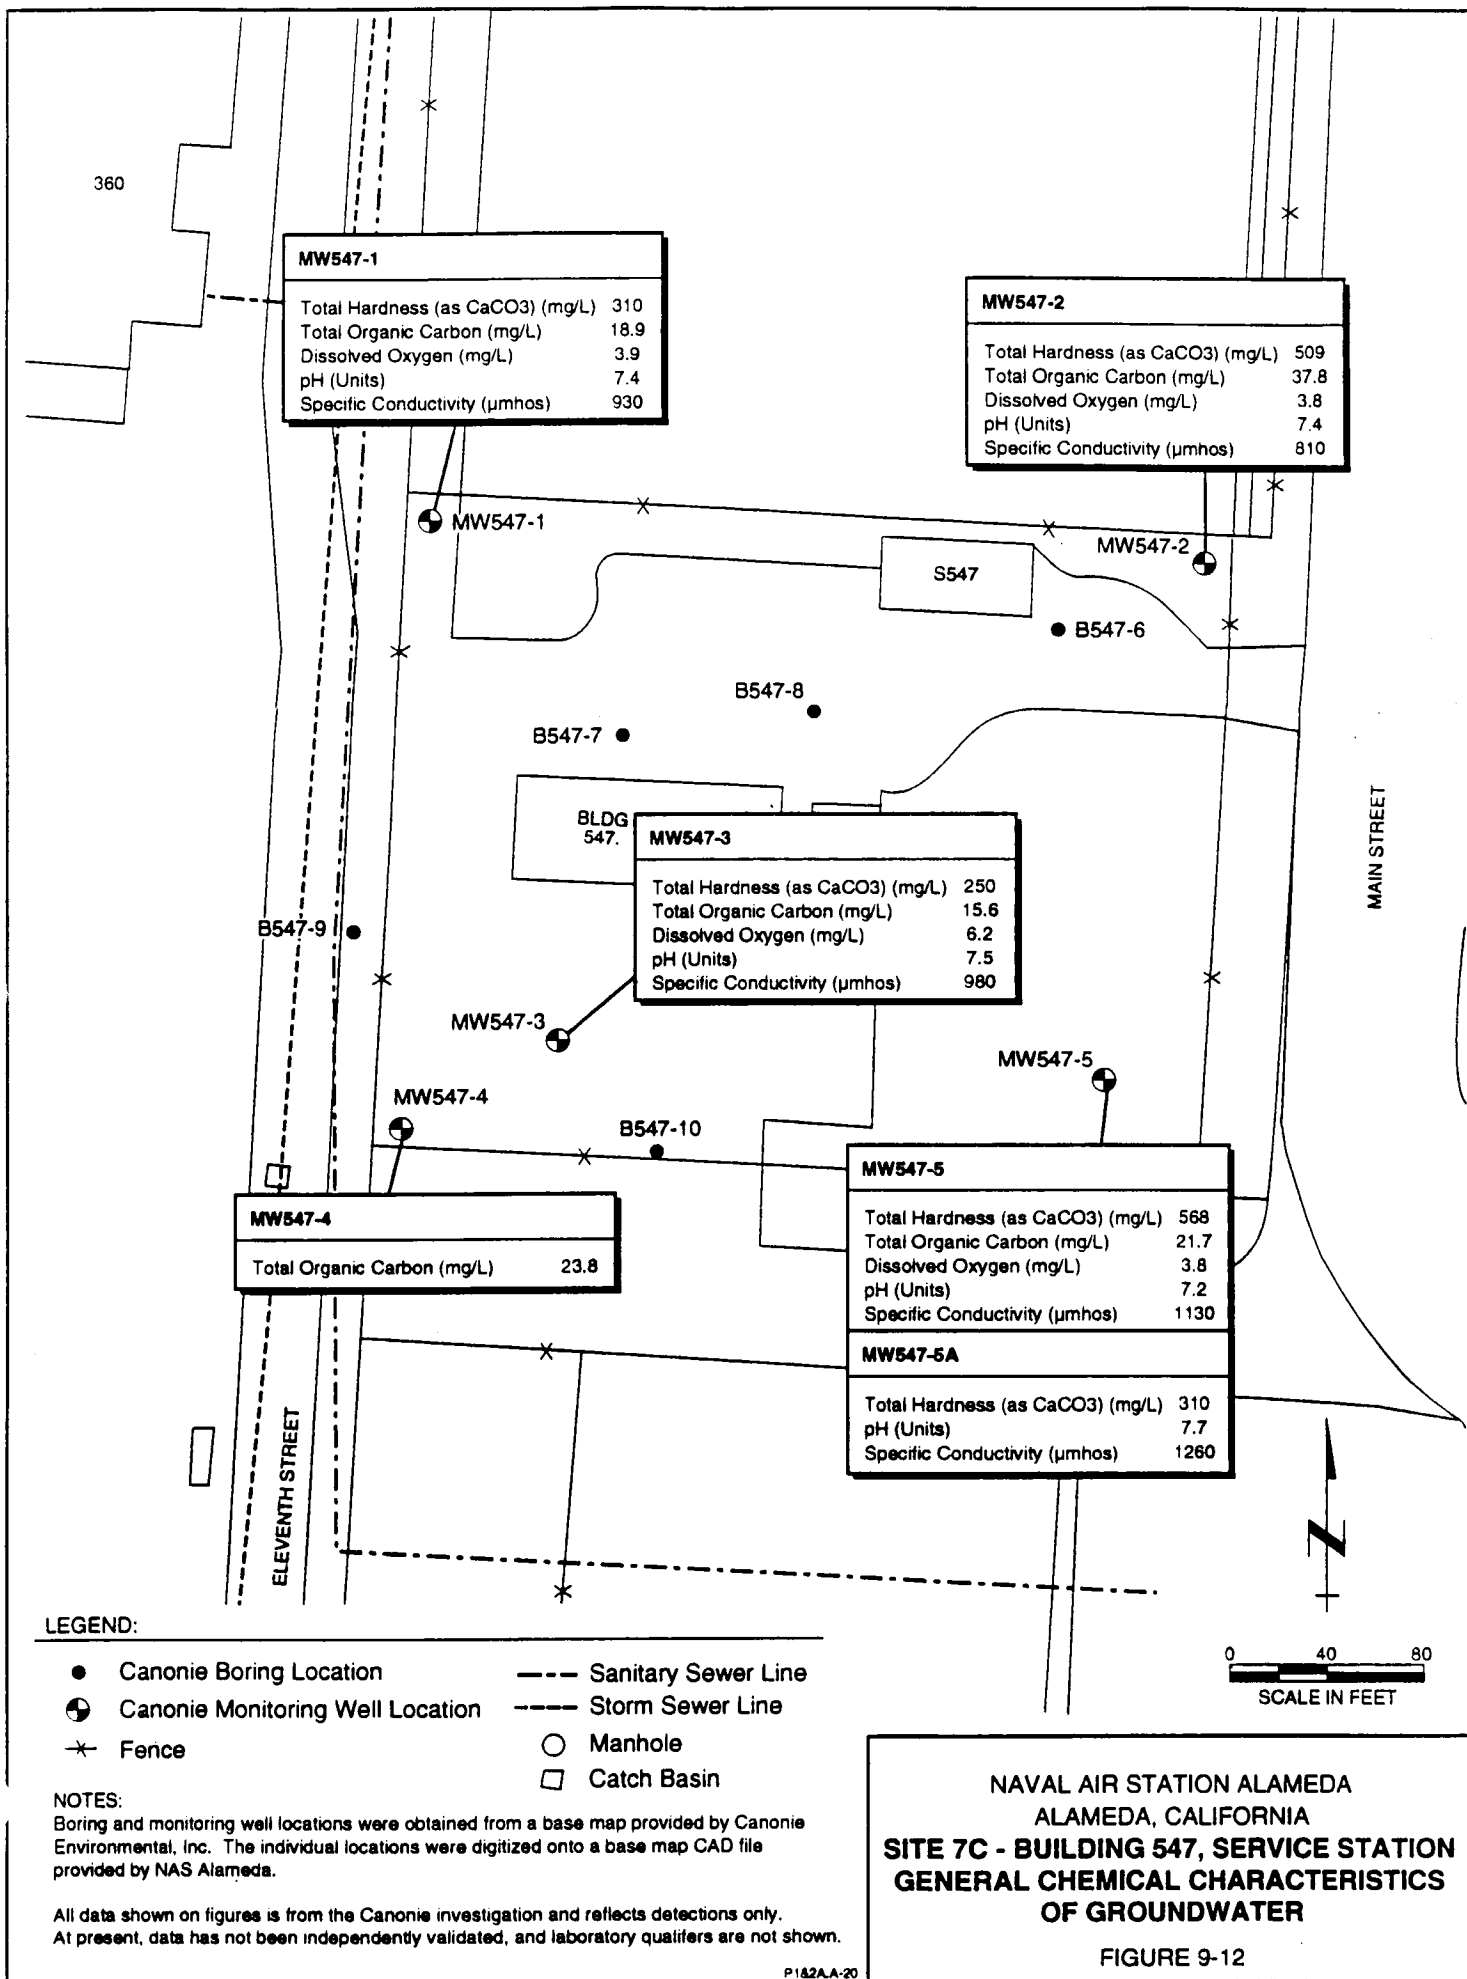 360
MW547-1
Total Hardness (as CaCO3) (mg/L) 310
Total Organic Carbon (mg/L) 18.9
Dissolved Oxygen (mg/L) 3.9
pH (Units) 7.4
Specific Conductivity (µmhos) 930
MW547-2
Total Hardness (as CaCO3) (mg/L) 509
Total Organic Carbon (mg/L) 37.8
Dissolved Oxygen (mg/L) 3.8
pH (Units) 7.4
Specific Conductivity (µmhos) 810
MW547-1
MW547-2
S547
B547-6
B547-8
B547-7
BLDG
547.
MW547-3
Total Hardness (as CaCO3) (mg/L) 250
Total Organic Carbon (mg/L) 15.6
Dissolved Oxygen (mg/L) 6.2
pH (Units) 7.5
Specific Conductivity (µmhos) 980
MAIN STREET
B547-9
MW547-3
MW547-5
MW547-4
B547-10
MW547-4
Total Organic Carbon (mg/L) 23.8
MW547-5
Total Hardness (as CaCO3) (mg/L) 568
Total Organic Carbon (mg/L) 21.7
Dissolved Oxygen (mg/L) 3.8
pH (Units) 7.2
Specific Conductivity (µmhos) 1130
MW547-5A
Total Hardness (as CaCO3) (mg/L) 310
pH (Units) 7.7
Specific Conductivity (µmhos) 1260
ELEVENTH STREET
N
0 40 80
SCALE IN FEET
LEGEND:
Canonie Boring Location
Canonie Monitoring Well Location
Fence
Sanitary Sewer Line
Storm Sewer Line
Manhole
Catch Basin
NOTES:
Boring and monitoring well locations were obtained from a base map provided by Canonie
Environmental, Inc. The individual locations were digitized onto a base map CAD file
provided by NAS Alameda.
All data shown on figures is from the Canonie investigation and reflects detections only.
At present, data has not been independently validated, and laboratory qualifers are not shown.
P1&2A.A-20
NAVAL AIR STATION ALAMEDA
ALAMEDA, CALIFORNIA
SITE 7C - BUILDING 547, SERVICE STATION
GENERAL CHEMICAL CHARACTERISTICS
OF GROUNDWATER
FIGURE 9-12